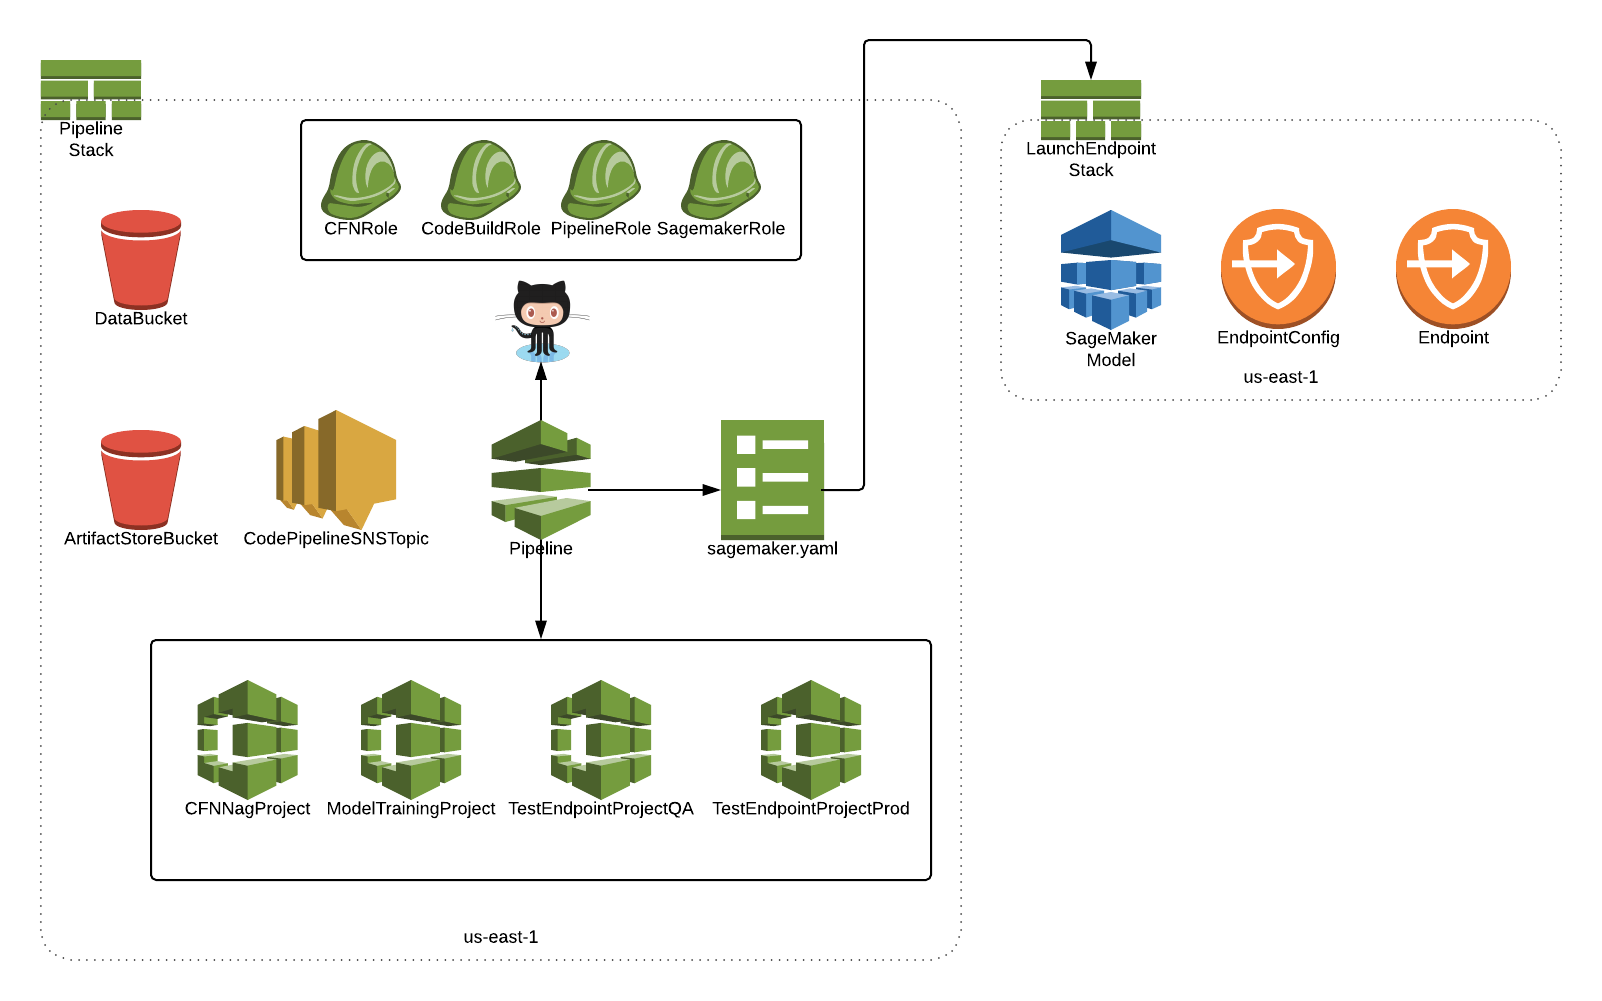 Pipeline
Stack
CFNRole
CodeBuildRole
PipelineRole
SagemakerRole
DataBucket
ArtifactStoreBucket
CodePipelineSNSTopic
Pipeline
sagemaker.yaml
CFNNagProject
ModelTrainingProject
TestEndpointProjectQA
TestEndpointProjectProd
us-east-1
LaunchEndpoint
Stack
SageMaker
Model
EndpointConfig
Endpoint
us-east-1